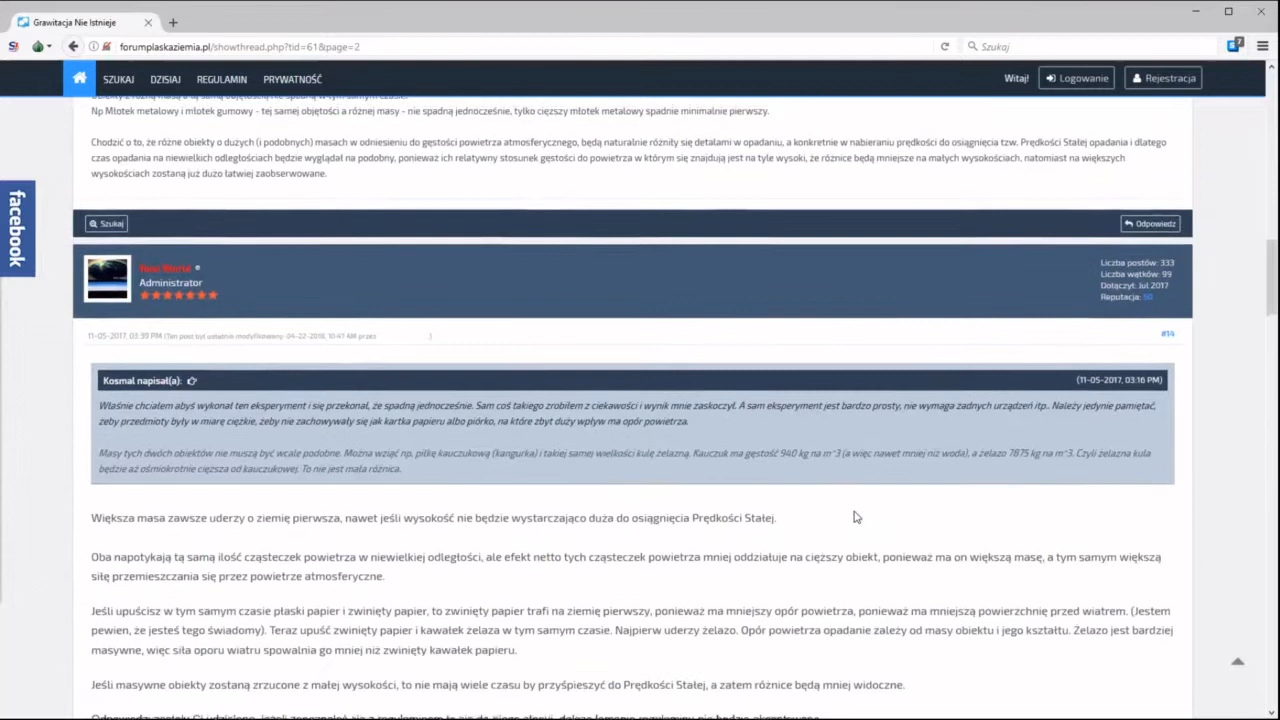 Grawitacja Nie Istnieje
forumplaskaziemia.pl/showthread.php?tid=61&page=2
Szukaj
7
SZUKAJ DZISIAJ REGULAMIN PRYWATNOŚĆ
Witaj! Logowanie Rejestracja
Np Młotek metalowy i młotek gumowy - tej samej objętości a różnej masy - nie spadną jednocześnie, tylko cięzszy młotek metalowy spadnie minimalnie pierwszy.
Chodzić o to, że różne obiekty o dużych (i podobnych) masach w odniesieniu do gęstości powietrza atmosferycznego, będą naturalnie różniły się detalami w opadaniu, a konkretnie w nabieraniu prędkości do osiągnięcia tzw. Prędkości Stałej opadania i dlatego
czas opadania na niewielkich odległościach będzie wyglądał na podobny, ponieważ ich relatywny stosunek gęstości do powietrza w którym się znajdują jest na tyle wysoki, że różnice będą mniejsze na małych wysokościach, natomiast na większych
wysokościach zostaną już dużo łatwiej zaobserwowane.
Szukaj
Odpowiedz
facebook
Administrator
Liczba postów: 333
Liczba wątków: 99
Dołączył: Jul 2017
Reputacja: 50
11-05-2017, 03:39 PM (Ten post był ostatnio modyfikowany: 04-22-2018, 10:47 AM przez )
#14
Kosmal napisał(a):
(11-05-2017, 03:16 PM)
Właśnie chciałem abyś wykonał ten eksperyment i się przekonał, że spadną jednocześnie. Sam coś takiego zrobiłem z ciekawości i wynik mnie zaskoczył. A sam eksperyment jest bardzo prosty, nie wymaga żadnych urządzeń itp.. Należy jedynie pamiętać,
żeby przedmioty były w miarę ciężkie, żeby nie zachowywały się jak kartka papieru albo piórko, na które zbyt duży wpływ ma opór powietrza.
Masy tych dwóch obiektów nie muszą być wcale podobne. Można wziąć np. piłkę kauczukową (kangurka) i takiej samej wielkości kulę żelazną. Kauczuk ma gęstość 940 kg na m^3 (a więc nawet mniej niż woda), a żelazo 7875 kg na m^3. Czyli żelazna kula
będzie aż ośmiokrotnie cięższa od kauczukowej. To nie jest mała różnica.
Większa masa zawsze uderzy o ziemię pierwsza, nawet jeśli wysokość nie będzie wystarczająco duża do osiągnięcia Prędkości Stałej.
Oba napotykają tą samą ilość cząsteczek powietrza w niewielkiej odległości, ale efekt netto tych cząsteczek powietrza mniej oddziałuje na cięższy obiekt, ponieważ ma on większą masę, a tym samym większą
siłę przemieszczania się przez powietrze atmosferyczne.
Jeśli upuścisz w tym samym czasie płaski papier i zwinięty papier, to zwinięty papier trafi na ziemię pierwszy, ponieważ ma mniejszy opór powietrza, ponieważ ma mniejszą powierzchnię przed wiatrem. (Jestem
pewien, że jesteś tego świadomy). Teraz upuść zwinięty papier i kawałek żelaza w tym samym czasie. Najpierw uderzy żelazo. Opór powietrza opadanie zależy od masy obiektu i jego kształtu. Żelazo jest bardziej
masywne, więc siła oporu wiatru spowalnia go mniej niż zwinięty kawałek papieru.
Jeśli masywne obiekty zostaną zrzucone z małej wysokości, to nie mają wiele czasu by przyśpieszyć do Prędkości Stałej, a zatem różnice będą mniej widoczne.